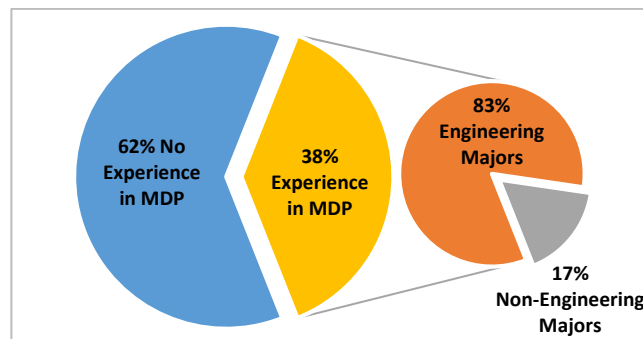 62% No
Experience
in MDP
38%
Experience
in MDP
83%
Engineering
Majors
17%
Non-Engineering
Majors